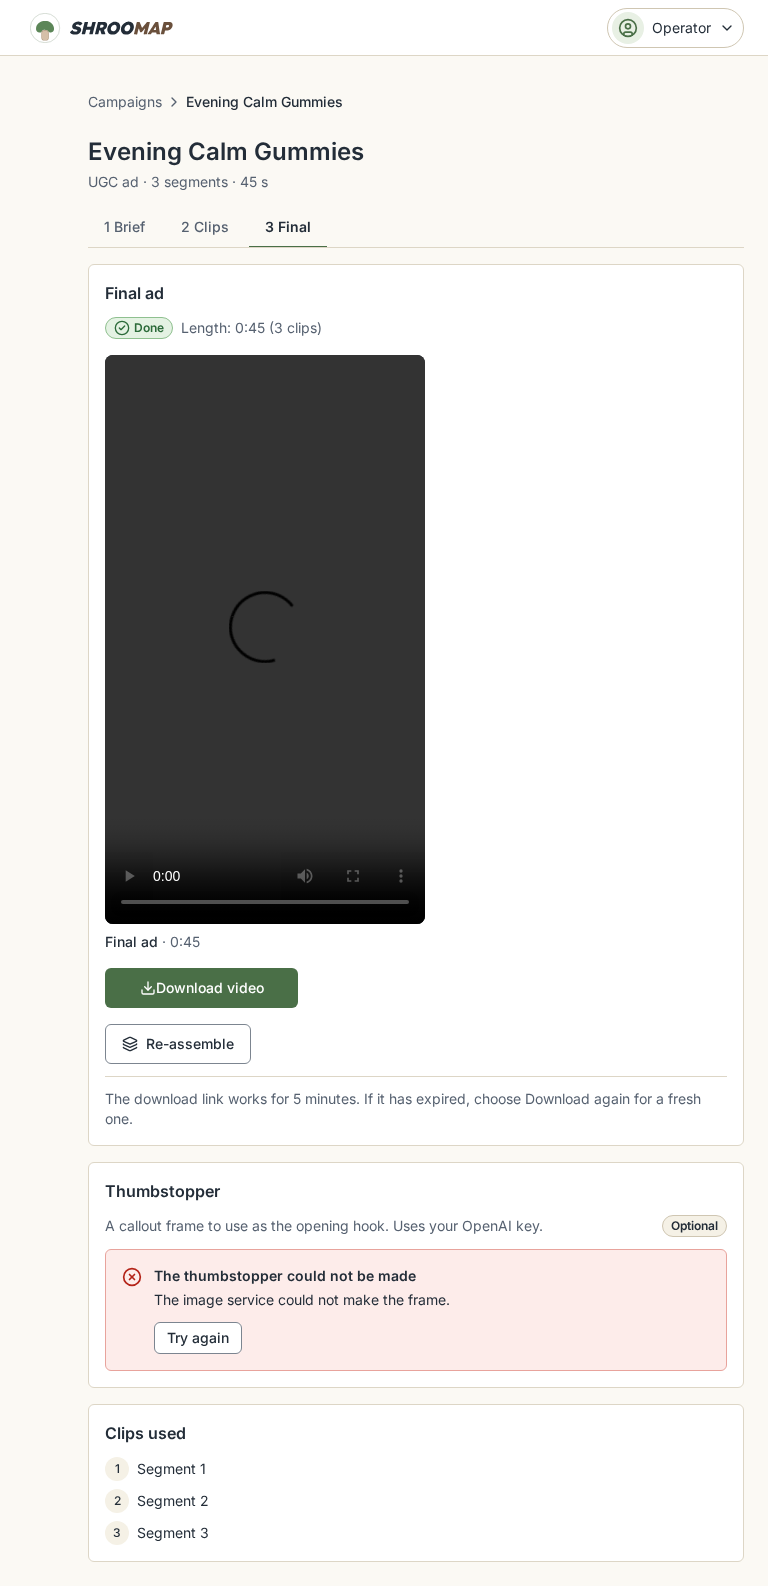 SHROOMAP
Operator
Campaigns > Evening Calm Gummies
Evening Calm Gummies
UGC ad · 3 segments · 45 s
1 Brief
2 Clips
3 Final
Final ad
Done
Length: 0:45 (3 clips)
0:00
Final ad · 0:45
Download video
Re-assemble
The download link works for 5 minutes. If it has expired, choose Download again for a fresh
one.
Thumbstopper
A callout frame to use as the opening hook. Uses your OpenAI key.
Optional
The thumbstopper could not be made
The image service could not make the frame.
Try again
Clips used
1 Segment 1
2 Segment 2
3 Segment 3